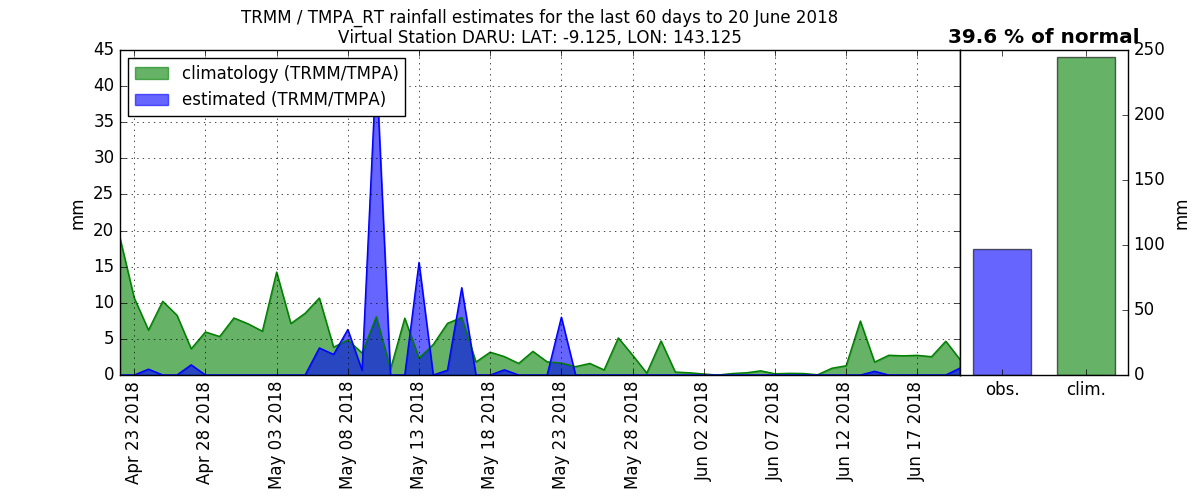 TRMM / TMPA_RT rainfall estimates for the last 60 days to 20 June 2018
Virtual Station DARU: LAT: -9.125, LON: 143.125
39.6 % of normal
climatology (TRMM/TMPA)
estimated (TRMM/TMPA)
45
40
35
30
25
20
15
10
5
0
mm
Apr 23 2018
Apr 28 2018
May 03 2018
May 08 2018
May 13 2018
May 18 2018
May 23 2018
May 28 2018
Jun 02 2018
Jun 07 2018
Jun 12 2018
Jun 17 2018
250
200
150
100
50
0
mm
obs.
clim.